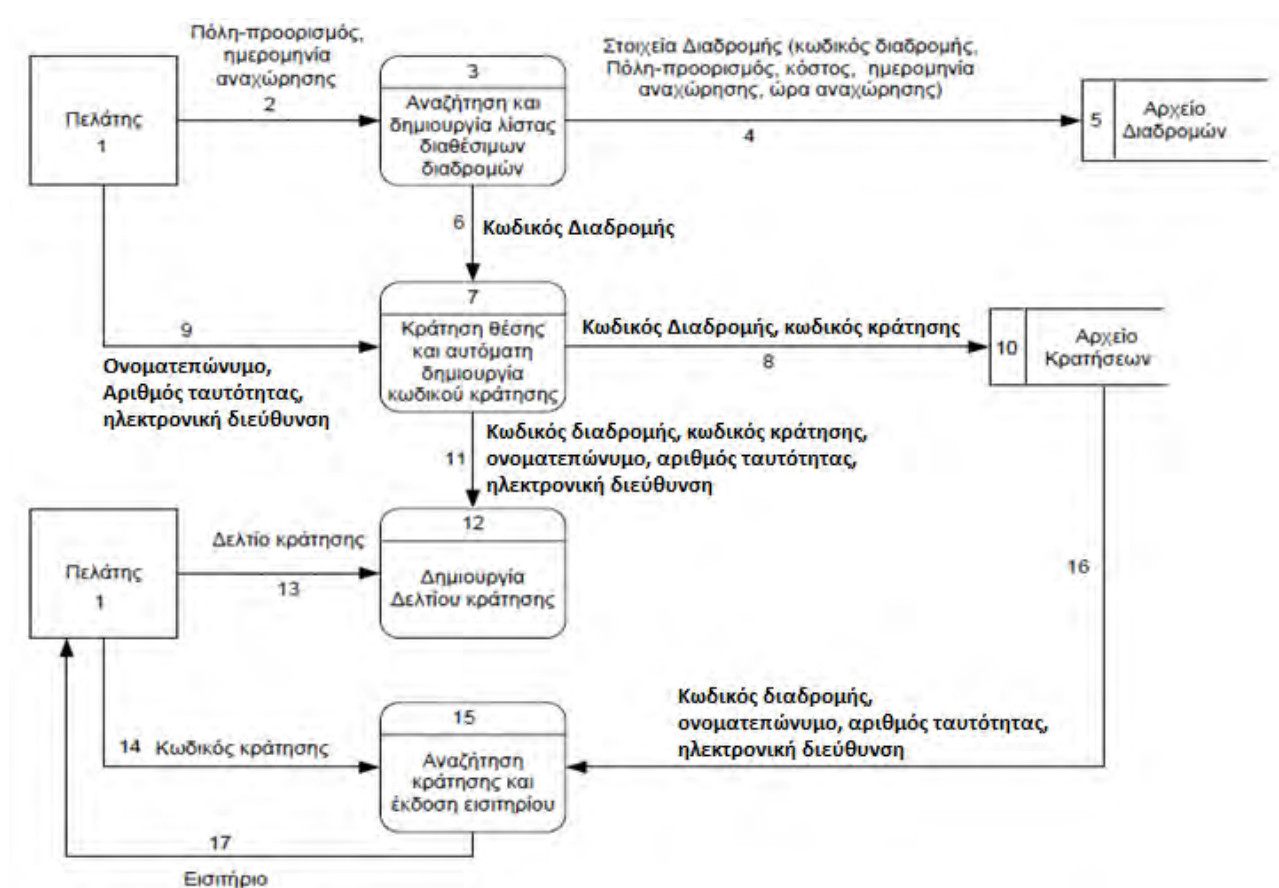 Πόλη-προορισμός,
ημερομηνία
αναχώρησης
2
Πελάτης
1
3
Αναζήτηση και
δημιουργία λίστας
διαθέσιμων
διαδρομών
Στοιχεία Διαδρομής (κωδικός διαδρομής,
Πόλη-προορισμός, κόστος, ημερομηνία
αναχώρησης, ώρα αναχώρησης)
4
5
Αρχείο
Διαδρομών
6
Κωδικός Διαδρομής
9
Ονοματεπώνυμο,
Αριθμός ταυτότητας,
ηλεκτρονική διεύθυνση
7
Κράτηση θέσης
και αυτόματη
δημιουργία
κωδικού κράτησης
Κωδικός Διαδρομής, κωδικός κράτησης
8
10
Αρχείο
Κρατήσεων
11
Κωδικός διαδρομής, κωδικός κράτησης,
ονοματεπώνυμο, αριθμός ταυτότητας,
ηλεκτρονική διεύθυνση
Πελάτης
1
Δελτίο κράτησης
13
12
Δημιουργία
Δελτίου κράτησης
16
14 Κωδικός κράτησης
15
Αναζήτηση
κράτησης και
έκδοση εισιτηρίου
Κωδικός διαδρομής,
ονοματεπώνυμο, αριθμός ταυτότητας,
ηλεκτρονική διεύθυνση
17
Εισιτήριο